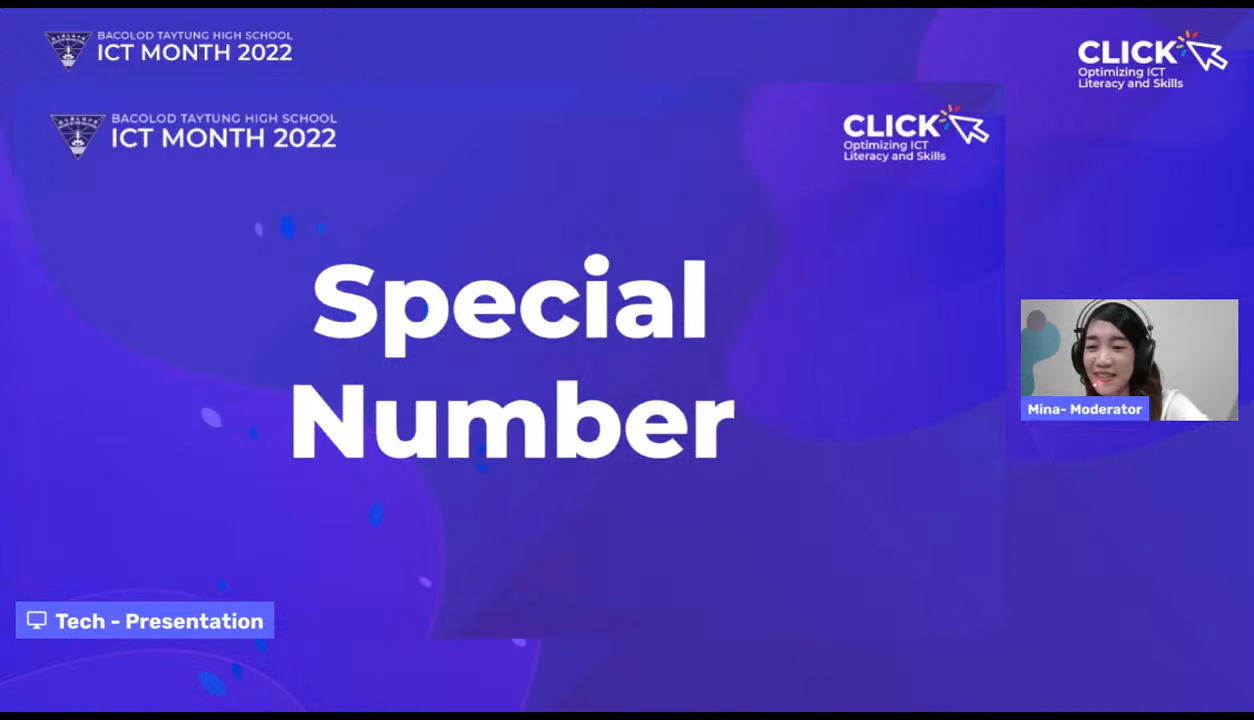 BACOLOD TAYTUNG HIGH SCHOOL
ICT MONTH 2022
CLICK
Optimizing ICT
Literacy and Skills
BACOLOD TAYTUNG HIGH SCHOOL
ICT MONTH 2022
CLICK
Optimizing ICT
Literacy and Skills
Special
Number
Mina- Moderator
Tech - Presentation